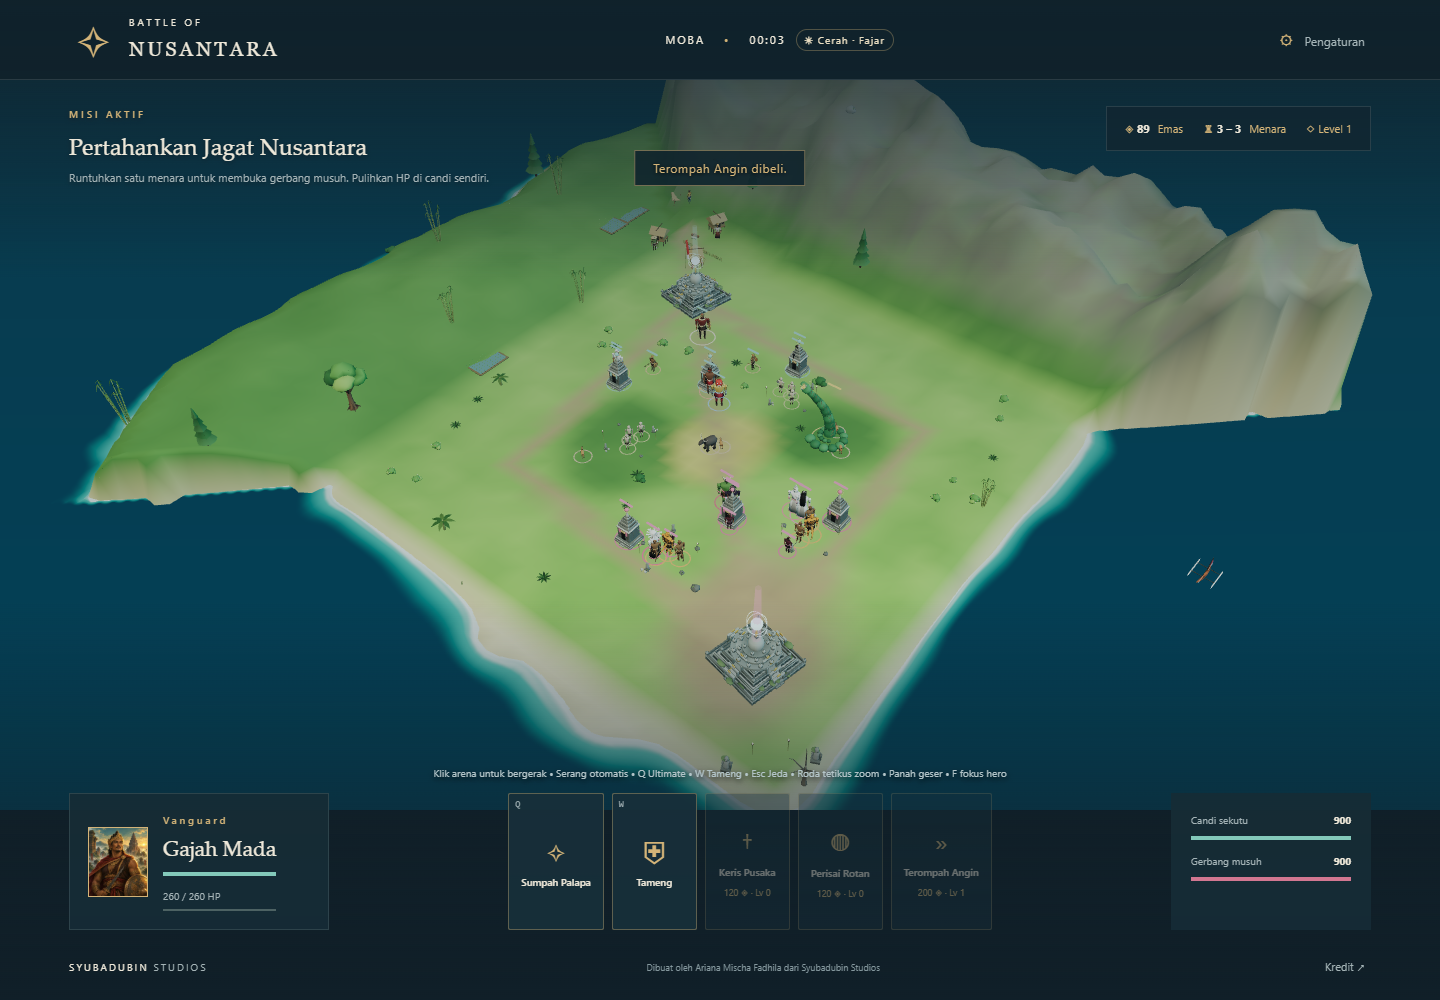 BATTLE OF
NUSANTARA
MOBA • 00:03 Cerah · Fajar
Pengaturan
MISI AKTIF
Pertahankan Jagat Nusantara
Runtuhkan satu menara untuk membuka gerbang musuh. Pulihkan HP di candi sendiri.
89 Emas 3 – 3 Menara Level 1
Terompah Angin dibeli.
Klik arena untuk bergerak • Serang otomatis • Q Ultimate • W Tameng • Esc Jeda • Roda tetikus zoom • Panah geser • F fokus hero
Vanguard
Gajah Mada
260 / 260 HP
Q
Sumpah Palapa
W
Tameng
Keris Pusaka
120 ◈ · Lv 0
Perisai Rotan
120 ◈ · Lv 0
Terompah Angin
200 ◈ · Lv 1
Candi sekutu 900
Gerbang musuh 900
SYUBADUBIN STUDIOS
Dibuat oleh Ariana Mischa Fadhila dari Syubadubin Studios
Kredit ↗